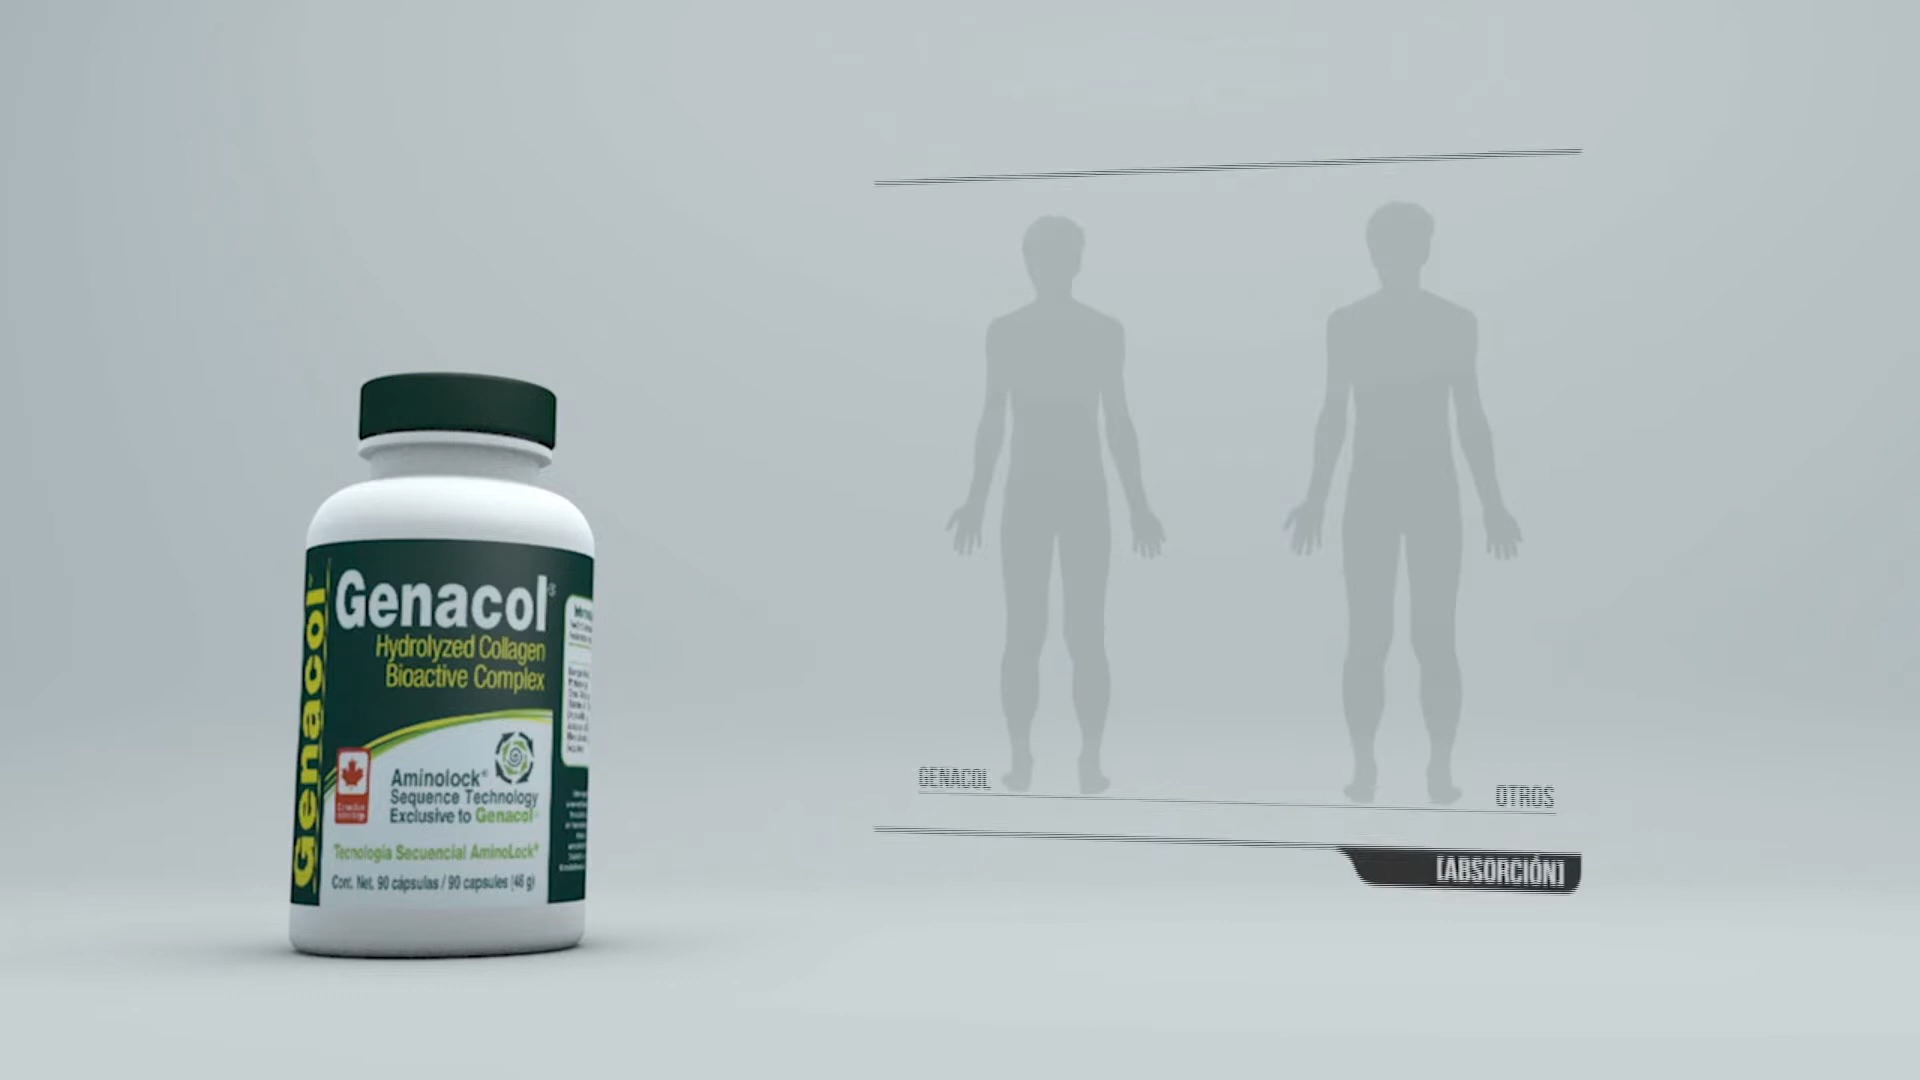 Genacol
Genacol®
Hydrolyzed Collagen
Bioactive Complex
Aminolock®
Sequence Technology
Exclusive to Genacol
Tecnología Secuencial AminoLock®
Cont. Net. 90 cápsulas / 90 capsules (46 g)
GENACOL
OTROS
[ABSORCIÓN]